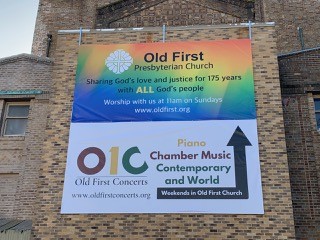 Old First
Presbyterian Church
Sharing God's love and justice for 175 years
with ALL God's people
Worship with us at 11am on Sundays
www.oldfirst.org
O1C
Old First Concerts
www.oldfirstconcerts.org
Piano
Chamber Music
Contemporary
and World
Weekends in Old First Church